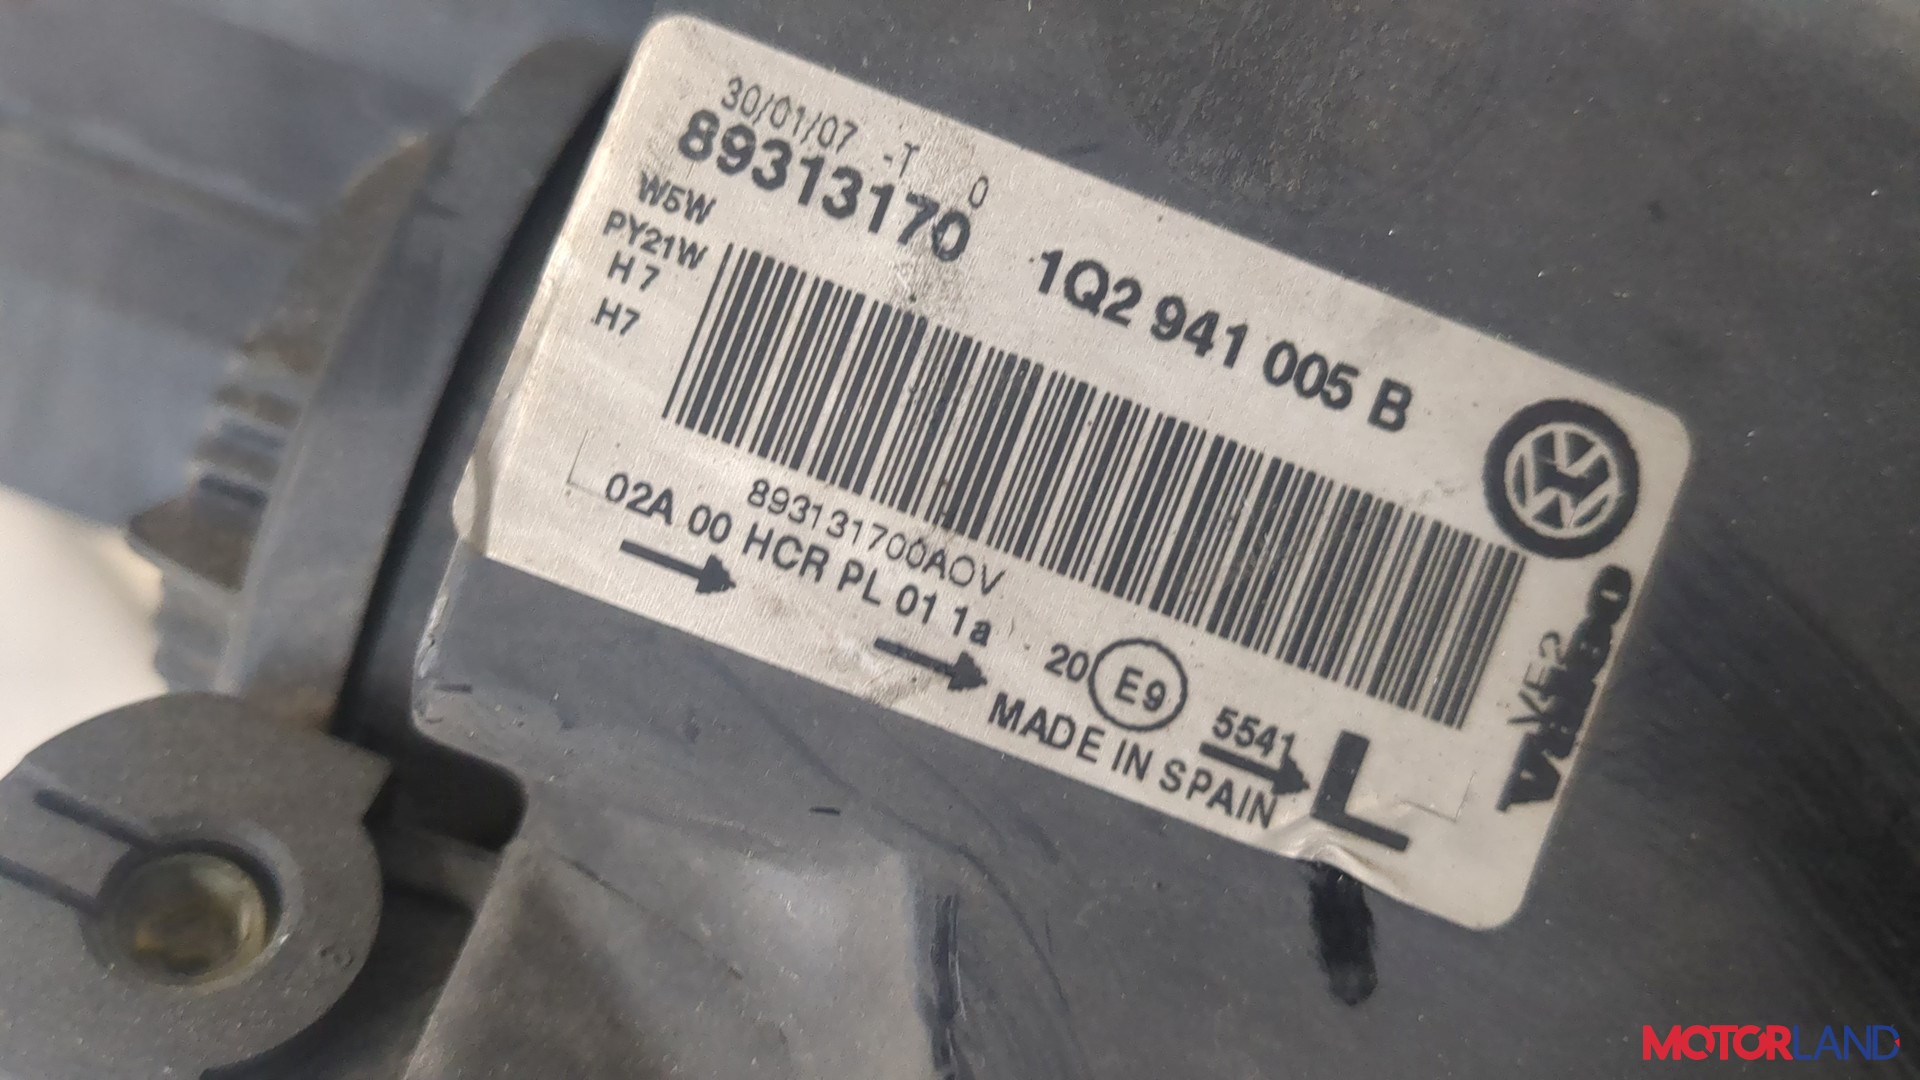 30/01/07 -T 0
89313170 1Q2 941 005 B
W5W
PY21W
H7
H7
893131700AOV
02A 00 HCR PL 01 1a 20 E9 5541
MADE IN SPAIN
L
VE2
Valeo
MOTORLAND